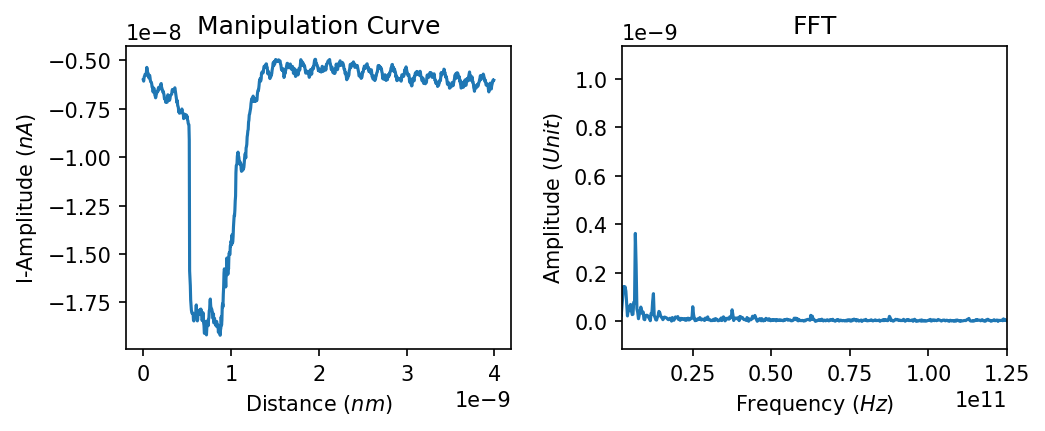 Manipulation Curve
1e−8
−0.50
−0.75
−1.00
−1.25
−1.50
−1.75
I-Amplitude (nA)
0 1 2 3 4
1e−9
Distance (nm)
FFT
1e−9
1.0
0.8
0.6
0.4
0.2
0.0
Amplitude (Unit)
0.25 0.50 0.75 1.00 1.25
1e11
Frequency (Hz)